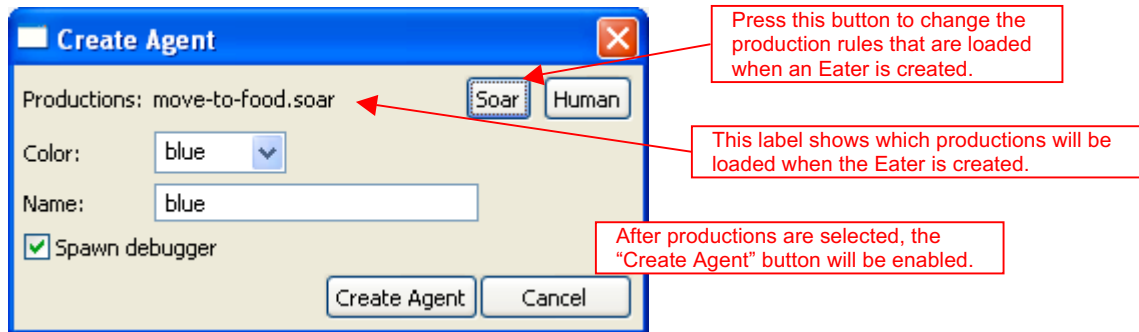 Create Agent
Press this button to change the
production rules that are loaded
when an Eater is created.
Productions: move-to-food.soar
Soar
Human
This label shows which productions will be
loaded when the Eater is created.
Color:
blue
Name:
blue
Spawn debugger
After productions are selected, the
“Create Agent” button will be enabled.
Create Agent
Cancel